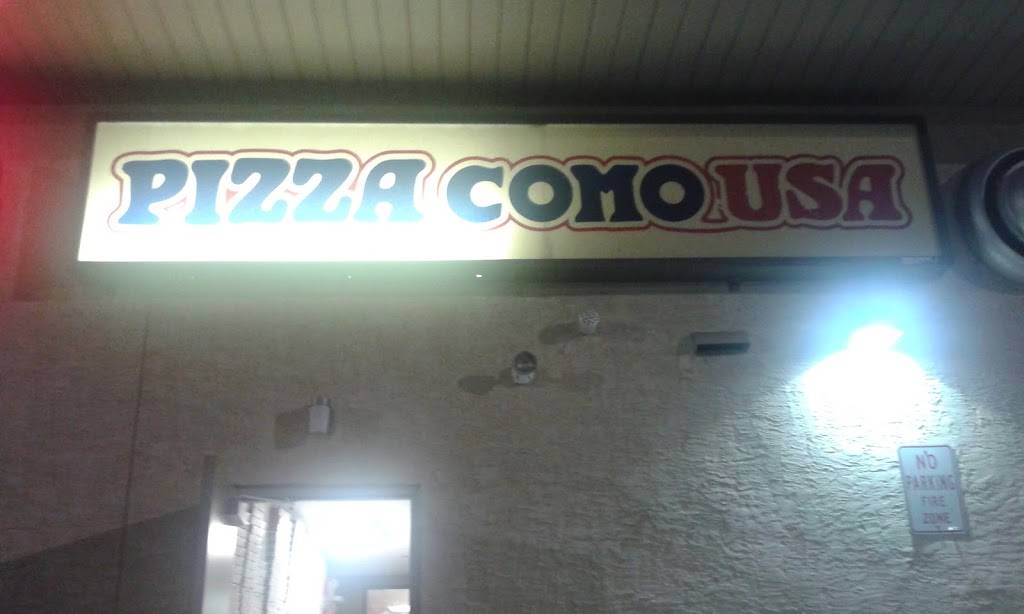 PIZZA COMO USA
NO
PARKING
FIRE
ZONE